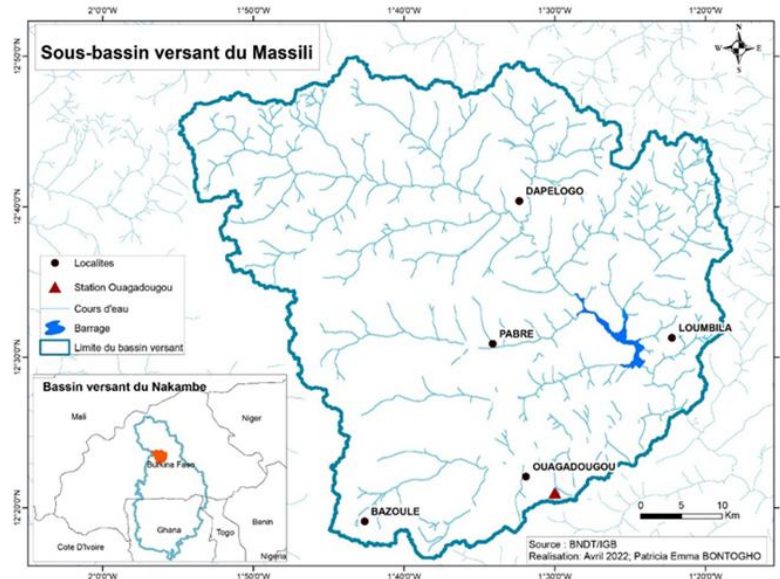 2°0'0"
1°50'0"
1°40'0"
1°30'0"
1°20'0"
Sous-bassin versant du Massili
N
W
E
S
12°50'0"N
12°40'0"
12°30'0"
12°20'0"
DAPELOGO
Localites
Station Ouagadougou
Cours d'eau
Barrage
Limite du bassin versant
PABRE
LOUMBILA
Bassin versant du Nakambe
Mali
Niger
Burkina Faso
Ghana
Togo
Benin
Cote D'Ivoire
Nigeria
OUAGADOUGOU
BAZOULE
0 5 10
Km
Source : BNDT/IGB
Realisation: Avril 2022; Patricia Emma BONTOGHO
2°0'0"
1°50'0"
1°40'0"
1°30'0"
1°20'0"